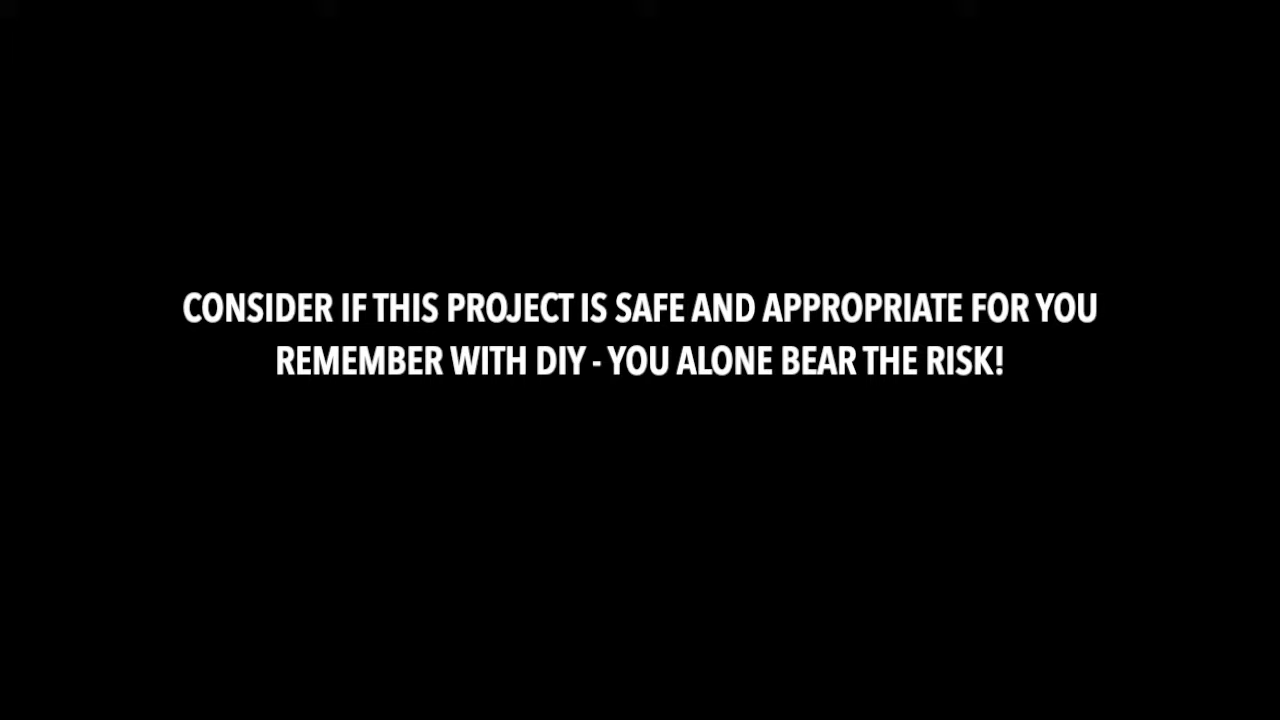 CONSIDER IF THIS PROJECT IS SAFE AND APPROPRIATE FOR YOU
REMEMBER WITH DIY - YOU ALONE BEAR THE RISK!